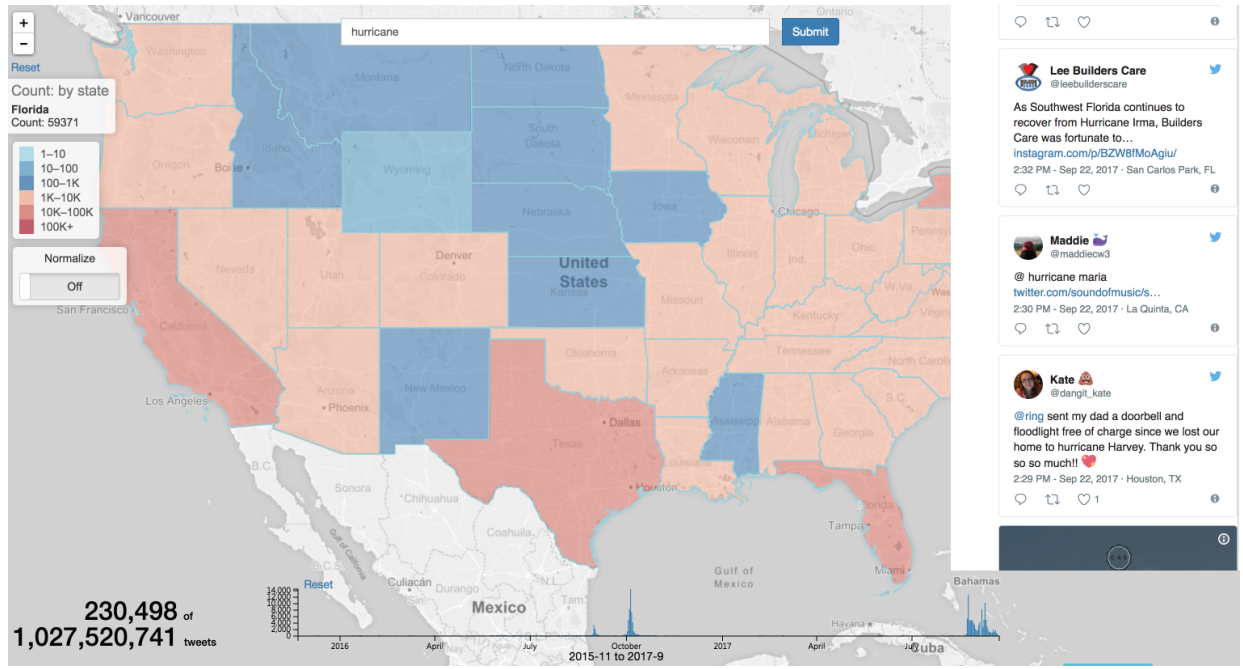 +
−
Reset
Vancouver
Ontario
hurricane
Submit
Count: by state
Florida
Count: 59371
1–10
10–100
100–1K
1K–10K
10K–100K
100K+
Normalize
Off
Washington
Montana
North Dakota
Minnesota
Oregon
Boise
Idaho
South Dakota
Wisconsin
Michigan
Wyoming
Iowa
Chicago
Nebraska
Illinois
Ind.
Ohio
Nevada
Utah
Denver
Colorado
United States
Kansas
Missouri
W.Va.
Kentucky
San Francisco
California
Tennessee
Oklahoma
Arkansas
Los Angeles
Arizona
Phoenix
New Mexico
Dallas
Mississippi
Alabama
Georgia
S.C.
Texas
Louisiana
Houston
B.C.
Sonora
Chihuahua
Florida
Tampa
Gulf of California
Coahuila
B.C.S.
Miami
Culiacán
Durango
N.L.
Tam.
Sin.
Mexico
Gulf of Mexico
Bahamas
Havana
Cuba
230,498 of
1,027,520,741 tweets
Reset
14,000
12,000
10,000
8,000
6,000
4,000
2,000
0
2016
April
July
October
2017
April
July
2015-11 to 2017-9
Lee Builders Care
@leebuilderscare
As Southwest Florida continues to
recover from Hurricane Irma, Builders
Care was fortunate to…
instagram.com/p/BZW8fMoAgiu/
2:32 PM - Sep 22, 2017 · San Carlos Park, FL
Maddie 🐳
@maddiecw3
@ hurricane maria
twitter.com/soundofmusic/s…
2:30 PM - Sep 22, 2017 · La Quinta, CA
Kate 💩
@dangit_kate
@ring sent my dad a doorbell and
floodlight free of charge since we lost our
home to hurricane Harvey. Thank you so
so so much!! 💖
2:29 PM - Sep 22, 2017 · Houston, TX
1